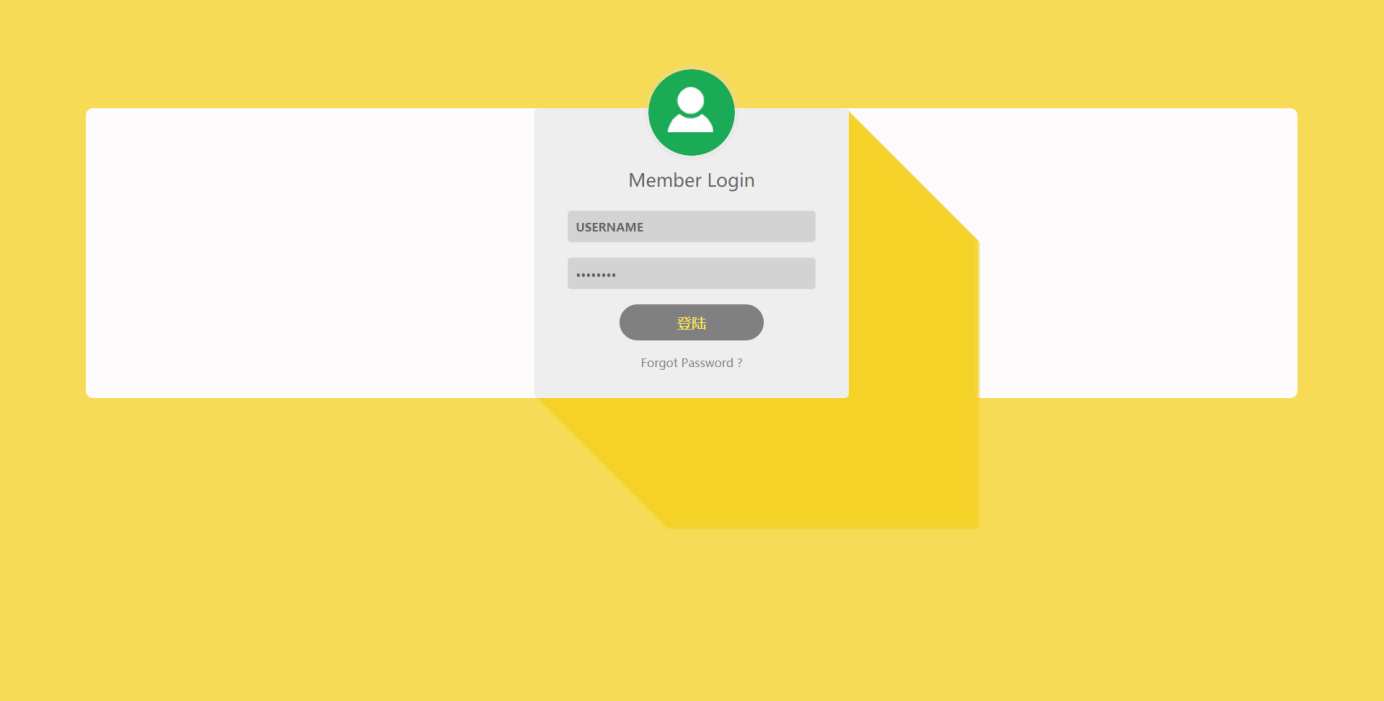 Member Login
USERNAME
••••••••
登陆
Forgot Password ?